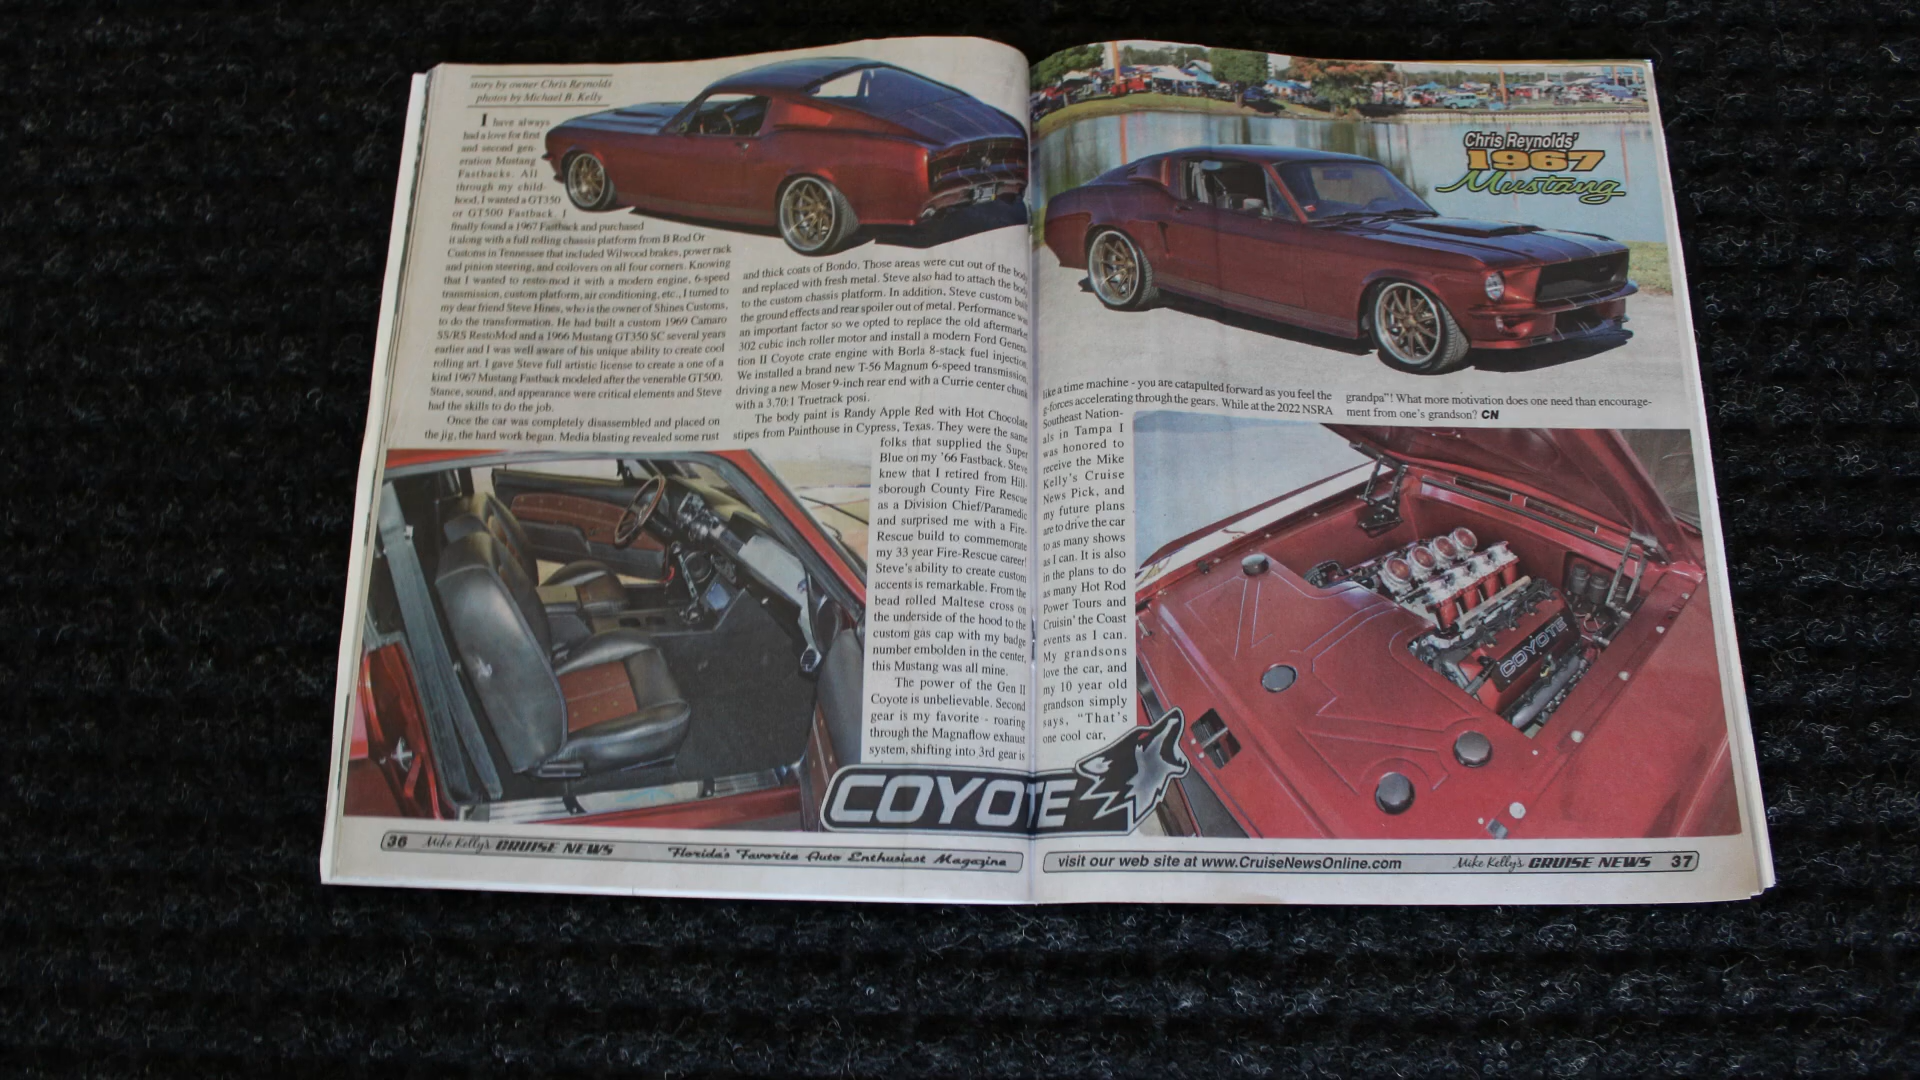 story by owner Chris Reynolds
photos by Michael B. Kelly
I have always
had a love for first
and second gen-
eration Mustang
Fastbacks. All
through my child-
hood, I wanted a GT350
or GT500 Fastback. I
finally found a 1967 Fastback and purchased
it along with a full rolling chassis platform from B Rod Or
Customs in Tennessee that included Wilwood brakes, power rack
and pinion steering, and coilovers on all four corners. Knowing
that I wanted to resto-mod it with a modern engine, 6-speed
transmission, custom platform, air conditioning, etc., I turned to
my dear friend Steve Hines, who is the owner of Shines Customs,
to do the transformation. He had built a custom 1969 Camaro
SS/RS RestoMod and a 1966 Mustang GT350 SC several years
earlier and I was well aware of his unique ability to create cool
rolling art. I gave Steve full artistic license to create a one of a
kind 1967 Mustang Fastback modeled after the venerable GT500.
Stance, sound, and appearance were critical elements and Steve
had the skills to do the job.
Once the car was completely disassembled and placed on
the jig, the hard work began. Media blasting revealed some rust
and thick coats of Bondo. Those areas were cut out of the body
and replaced with fresh metal. Steve also had to attach the body
to the custom chassis platform. In addition, Steve custom built
the ground effects and rear spoiler out of metal. Performance was
an important factor so we opted to replace the old aftermarket
302 cubic inch roller motor and install a modern Ford Genera-
tion II Coyote crate engine with Borla 8-stack fuel injection.
We installed a brand new T-56 Magnum 6-speed transmission
driving a new Moser 9-inch rear end with a Currie center chunk
with a 3.70:1 Truetrack posi.
The body paint is Randy Apple Red with Hot Chocolate
stipes from Painthouse in Cypress, Texas. They were the same
folks that supplied the Super
Blue on my '66 Fastback. Steve
knew that I retired from Hill-
sborough County Fire Rescue
as a Division Chief/Paramedic
and surprised me with a Fire-
Rescue build to commemorate
my 33 year Fire-Rescue career!
Steve's ability to create custom
accents is remarkable. From the
bead rolled Maltese cross on
the underside of the hood to the
custom gas cap with my badge
number embolden in the center,
this Mustang was all mine.
The power of the Gen II
Coyote is unbelievable. Second
gear is my favorite - roaring
through the Magnaflow exhaust
system, shifting into 3rd gear is
COYOTE
36 Mike Kelly's CRUISE NEWS Florida's Favorite Auto Enthusiast Magazine
Chris Reynolds'
1967
Mustang
like a time machine - you are catapulted forward as you feel the
g-forces accelerating through the gears. While at the 2022 NSRA
Southeast Nation-
als in Tampa I
was honored to
receive the Mike
Kelly's Cruise
News Pick, and
my future plans
are to drive the car
to as many shows
as I can. It is also
in the plans to do
as many Hot Rod
Power Tours and
Cruisin' the Coast
events as I can.
My grandsons
love the car, and
my 10 year old
grandson simply
says, "That's
one cool car,
grandpa"! What more motivation does one need than encourage-
ment from one's grandson? CN
COYOTE
visit our web site at www.CruiseNewsOnline.com Mike Kelly's CRUISE NEWS 37